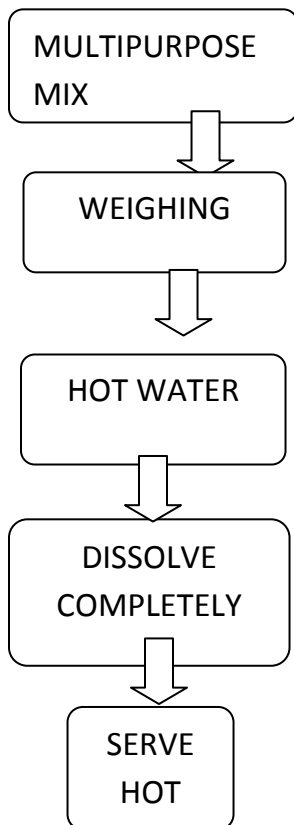 MULTIPURPOSE
MIX
WEIGHING
HOT WATER
DISSOLVE
COMPLETELY
SERVE
HOT